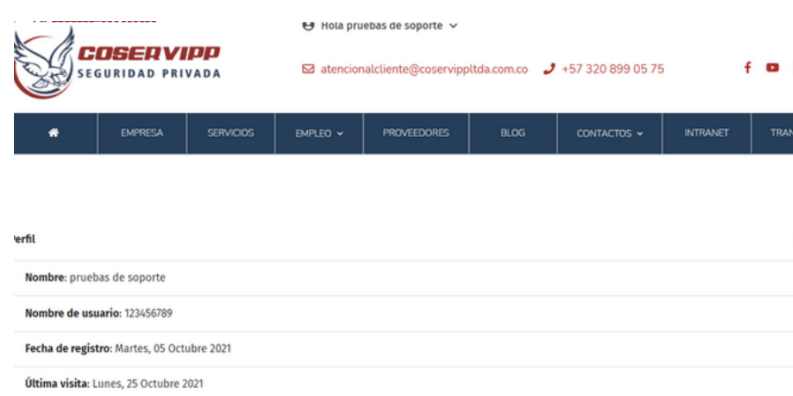 Hola pruebas de soporte
COSERVIPP
SEGURIDAD PRIVADA
atencionalcliente@coservippltda.com.co +57 320 899 05 75
EMPRESA SERVICIOS EMPLEO PROVEEDORES BLOG CONTACTOS INTRANET TRAN
erfil
Nombre: pruebas de soporte
Nombre de usuario: 123456789
Fecha de registro: Martes, 05 Octubre 2021
Última visita: Lunes, 25 Octubre 2021